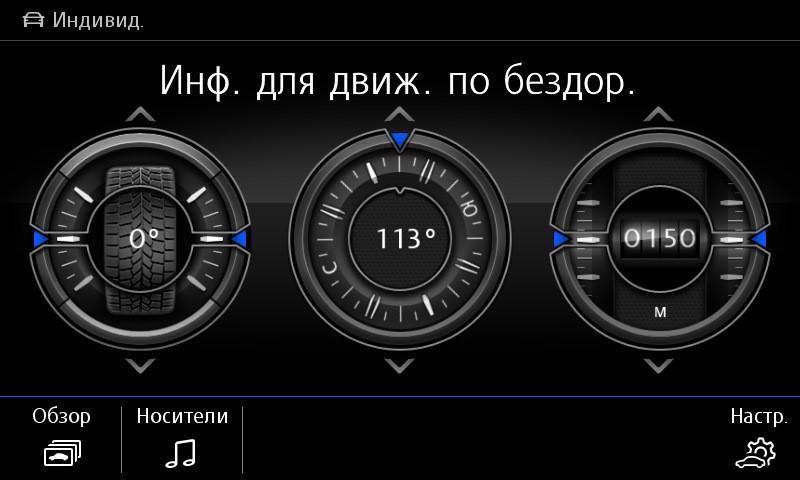 Индивид.
Инф. для движ. по бездор.
0°
113°
Ю
С
0150
м
Обзор
Носители
Настр.